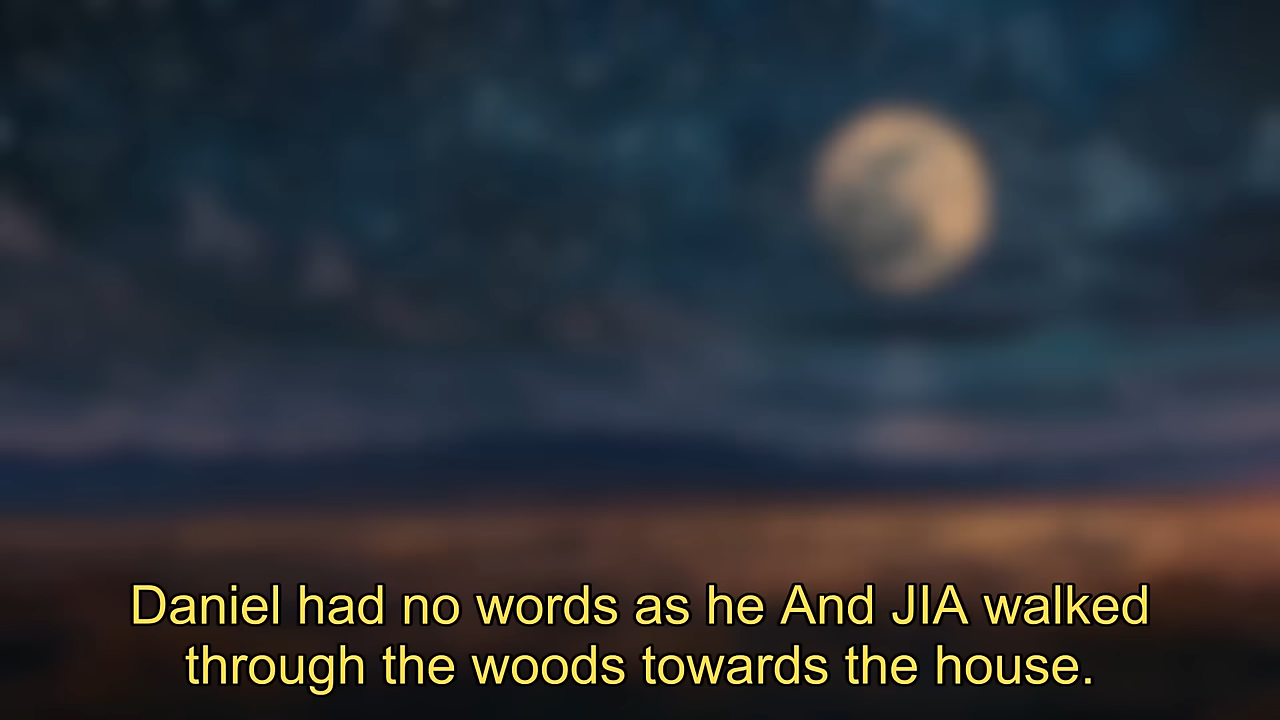 Daniel had no words as he And JIA walked
through the woods towards the house.